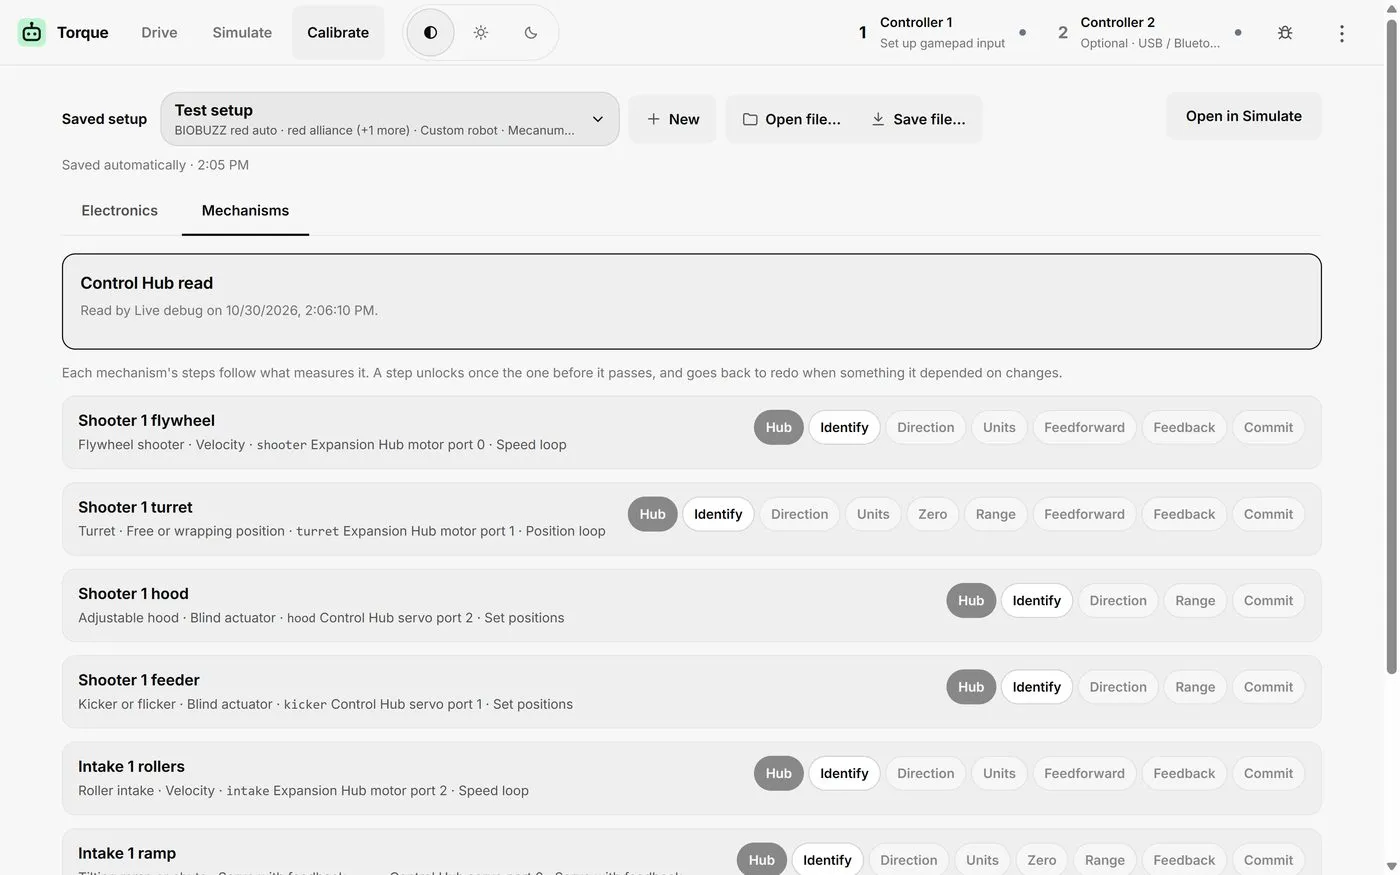 Torque
Drive
Simulate
Calibrate
1
Controller 1
Set up gamepad input
2
Controller 2
Optional · USB / Blueto...
Saved setup
Test setup
BIOBUZZ red auto · red alliance (+1 more) · Custom robot · Mecanum...
New
Open file...
Save file...
Open in Simulate
Saved automatically · 2:05 PM
Electronics
Mechanisms
Control Hub read
Read by Live debug on 10/30/2026, 2:06:10 PM.
Each mechanism's steps follow what measures it. A step unlocks once the one before it passes, and goes back to redo when something it depended on changes.
Shooter 1 flywheel
Flywheel shooter · Velocity · shooter Expansion Hub motor port 0 · Speed loop
Hub Identify Direction Units Feedforward Feedback Commit
Shooter 1 turret
Turret · Free or wrapping position · turret Expansion Hub motor port 1 · Position loop
Hub Identify Direction Units Zero Range Feedforward Feedback Commit
Shooter 1 hood
Adjustable hood · Blind actuator · hood Control Hub servo port 2 · Set positions
Hub Identify Direction Range Commit
Shooter 1 feeder
Kicker or flicker · Blind actuator · kicker Control Hub servo port 1 · Set positions
Hub Identify Direction Range Commit
Intake 1 rollers
Roller intake · Velocity · intake Expansion Hub motor port 2 · Speed loop
Hub Identify Direction Units Feedforward Feedback Commit
Intake 1 ramp
Hub Identify Direction Units Zero Range Feedback Commit